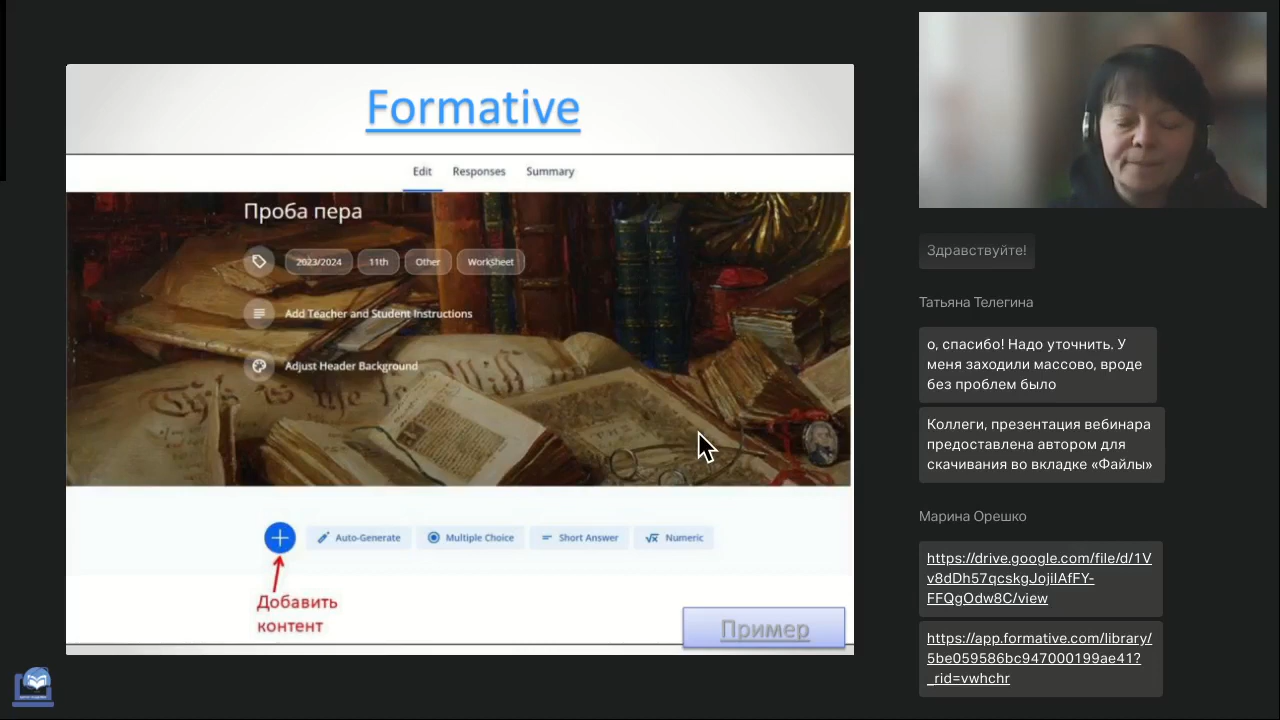 Formative
Edit Responses Summary
Проба пера
2023/2024 11th Other Worksheet
Add Teacher and Student Instructions
Adjust Header Background
This is
Auto-Generate Multiple Choice Short Answer Numeric
Добавить
контент
Пример
Здравствуйте!
Татьяна Телегина
о, спасибо! Надо уточнить. У
меня заходили массово, вроде
без проблем было
Коллеги, презентация вебинара
предоставлена автором для
скачивания во вкладке «Файлы»
Марина Орешко
https://drive.google.com/file/d/1V
v8dDh57qcskgJojilAfFY-
FFQgOdw8C/view
https://app.formative.com/library/
5be059586bc947000199ae41?
_rid=vwhchr